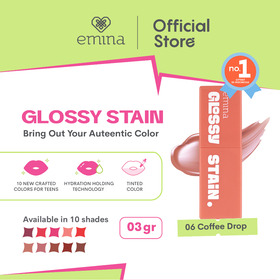 emina
Official
Store
no.1
GLOSSY STAIN
Bring Out Your Auteentic Color
emina
GLOSSY STAIN.
10 NEW CRAFTED
COLORS FOR TEENS
HYDRATION HOLDING
TECHNOLOGY
TINTED
COLOR
Available in 10 shades
03 gr
06 Coffee Drop